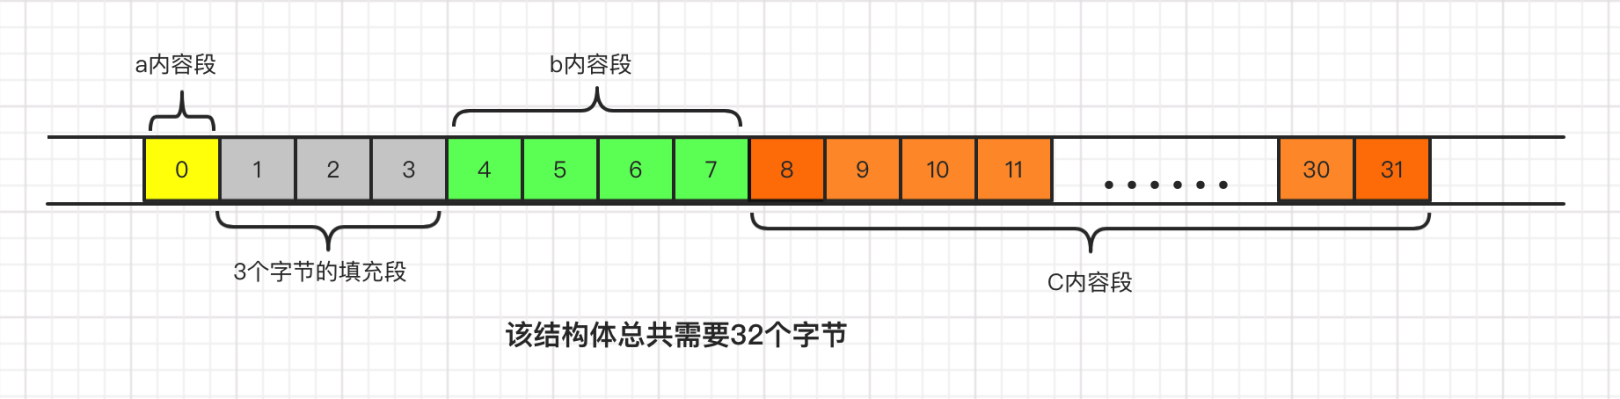 a内容段
b内容段
0 1 2 3 4 5 6 7 8 9 10 11 ...... 30 31
3个字节的填充段
C内容段
该结构体总共需要32个字节